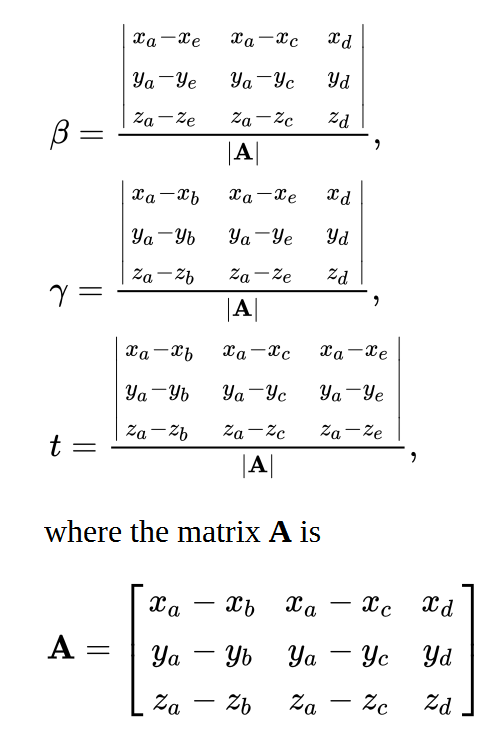 x_a−x_e x_a−x_c x_d
y_a−y_e y_a−y_c y_d
z_a−z_e z_a−z_c z_d
β =
|A| ,
x_a−x_b x_a−x_e x_d
y_a−y_b y_a−y_e y_d
z_a−z_b z_a−z_e z_d
γ =
|A| ,
x_a−x_b x_a−x_c x_a−x_e
y_a−y_b y_a−y_c y_a−y_e
z_a−z_b z_a−z_c z_a−z_e
t =
|A| ,
where the matrix A is
x_a − x_b x_a − x_c x_d
A = y_a − y_b y_a − y_c y_d
z_a − z_b z_a − z_c z_d